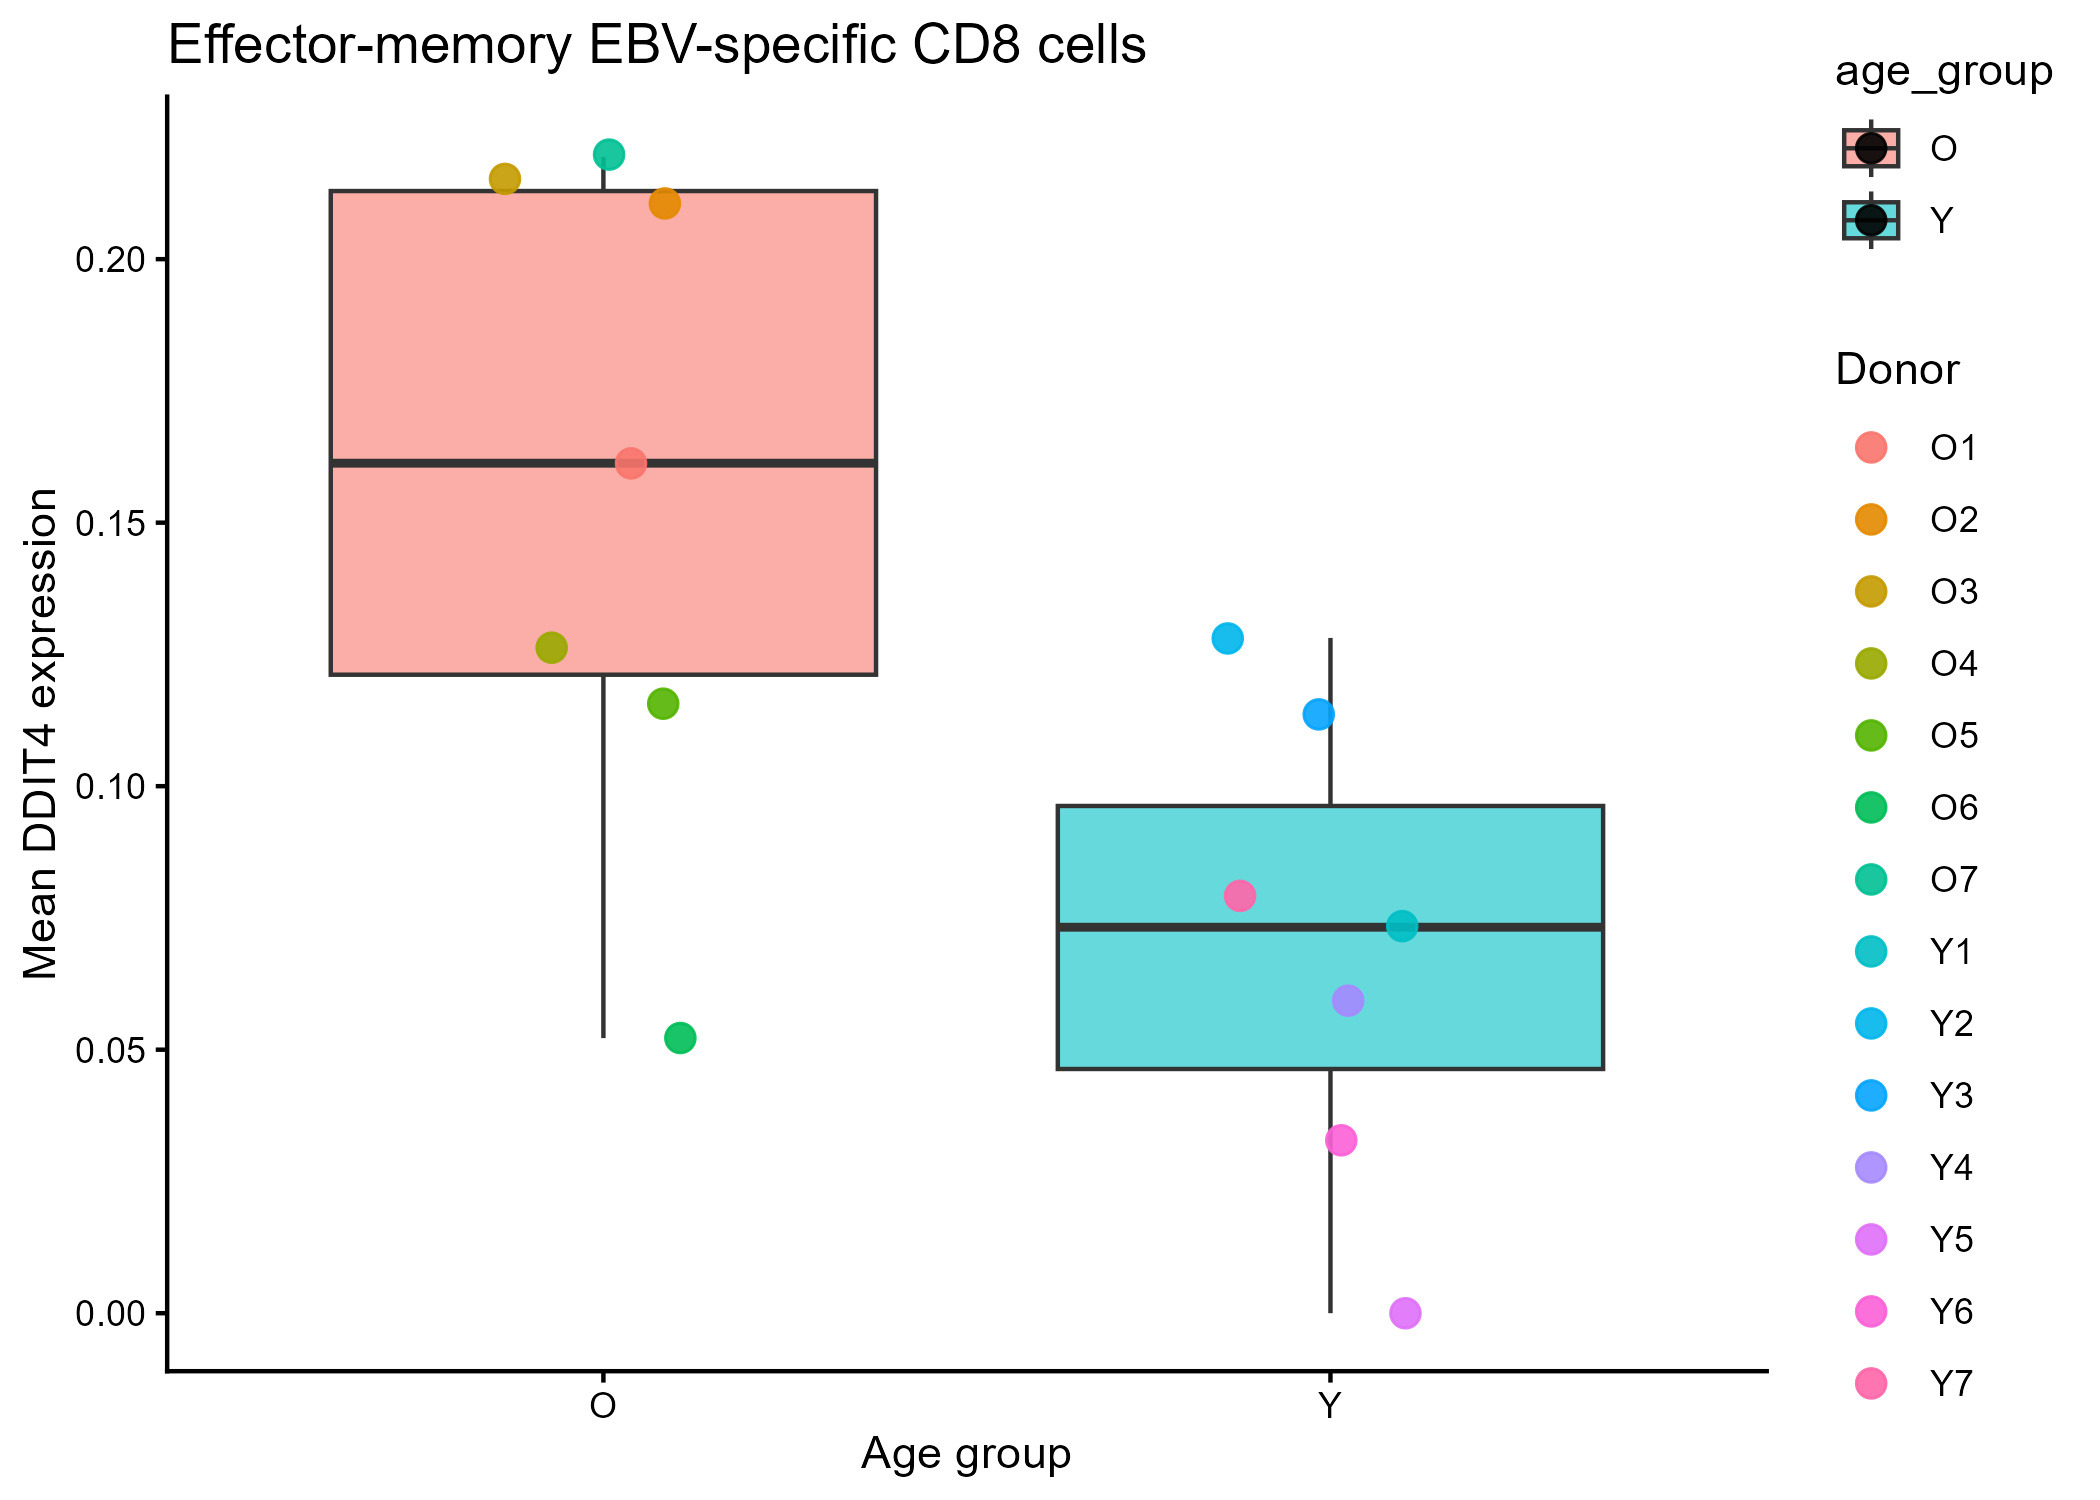 Effector-memory EBV-specific CD8 cells
Mean DDIT4 expression
0.20
0.15
0.10
0.05
0.00
O
Y
Age group
age_group
O
Y
Donor
O1
O2
O3
O4
O5
O6
O7
Y1
Y2
Y3
Y4
Y5
Y6
Y7